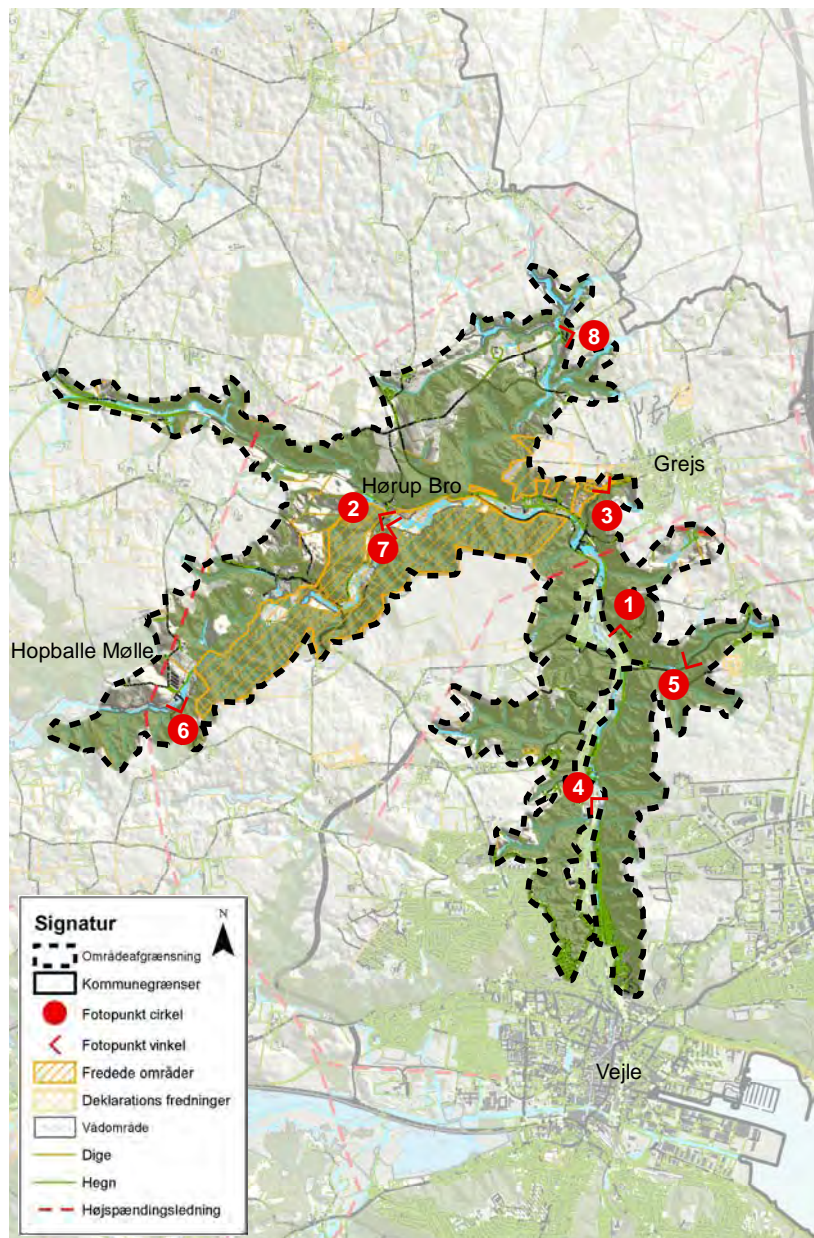 8
Grejs
Hørup Bro
2
3
7
1
Hopballe Mølle
5
6
4
Signatur
N
Områdeafgrænsning
Kommunegrænser
Fotopunkt cirkel
Fotopunkt vinkel
Fredede områder
Deklarations fredninger
Vådområde
Dige
Hegn
Højspændingsledning
Vejle